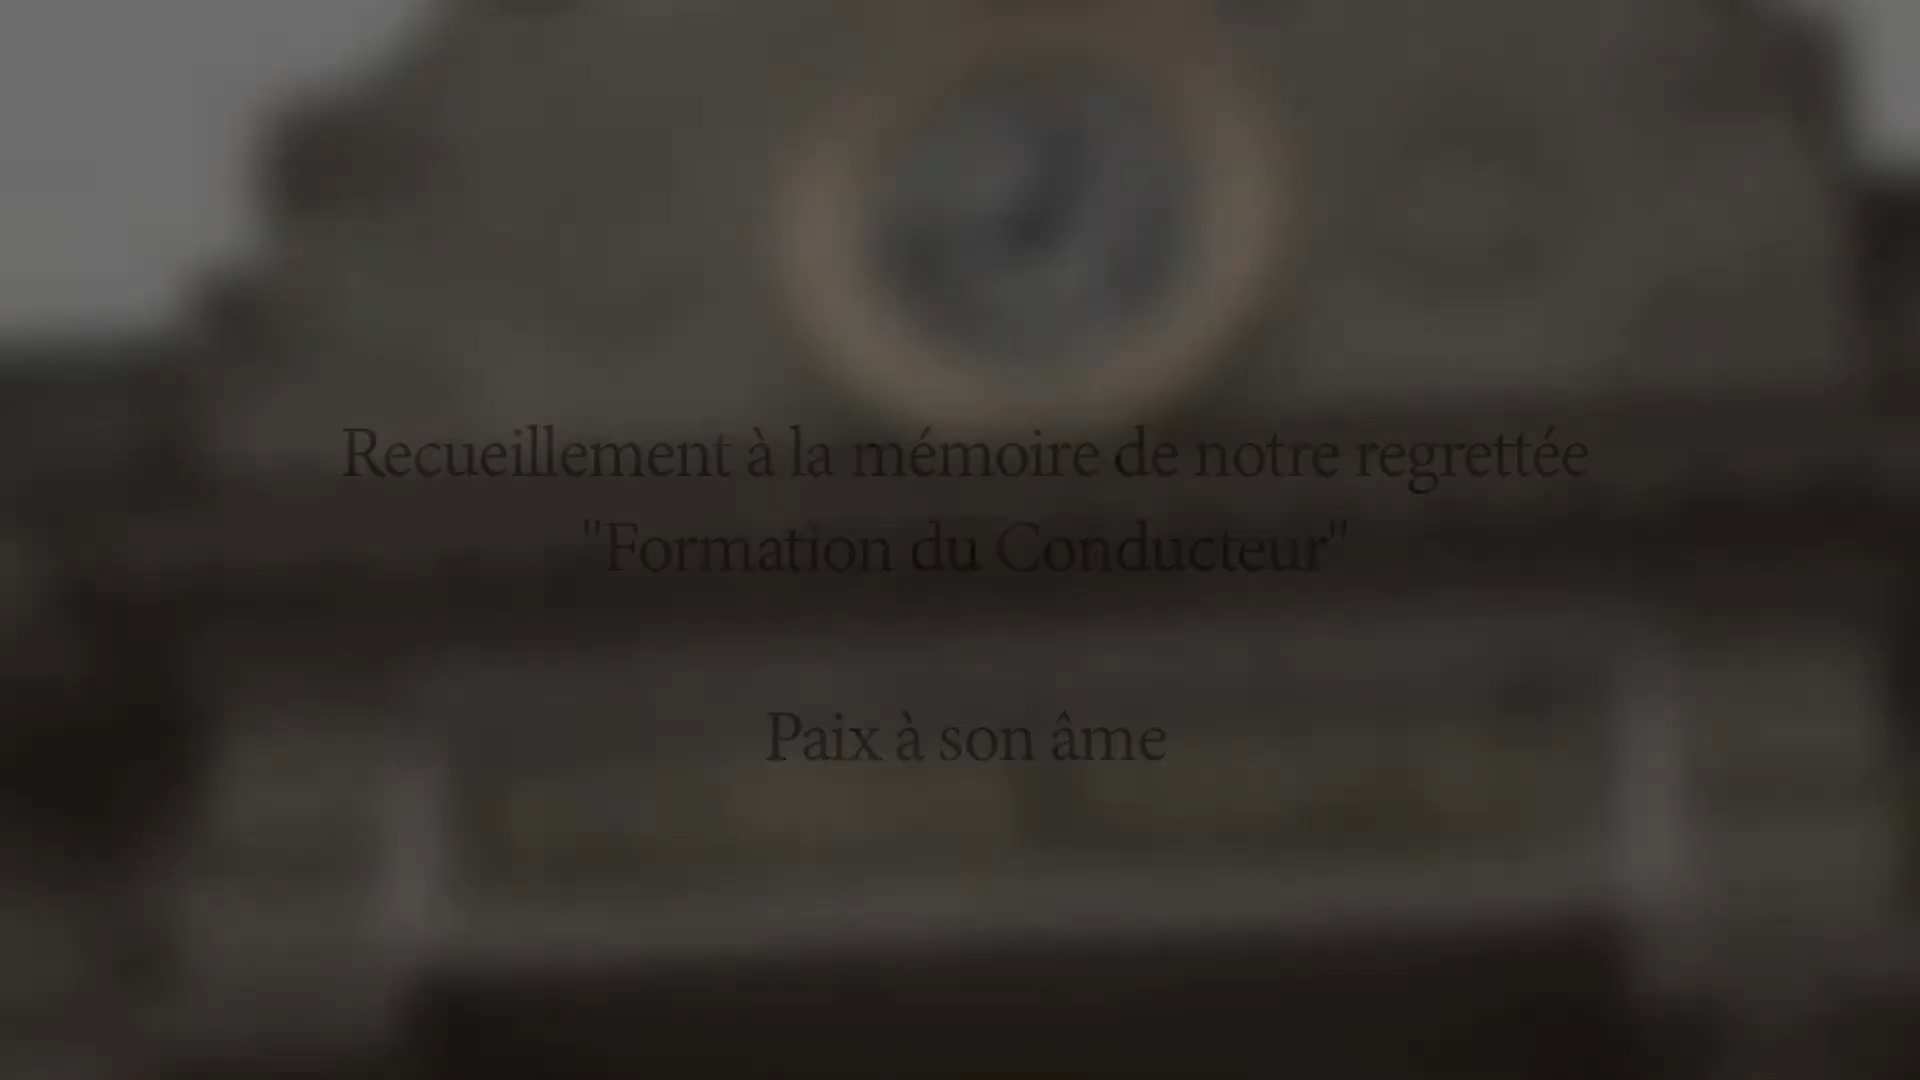 Recueillement à la mémoire de notre regrettée
"Formation du Conducteur"
Paix à son âme